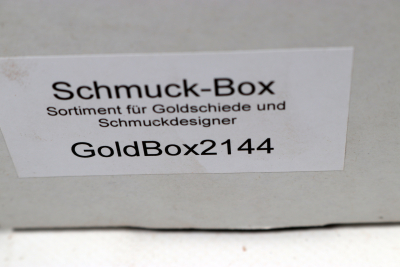 Schmuck-Box
Sortiment für Goldschiede und
Schmuckdesigner
GoldBox2144